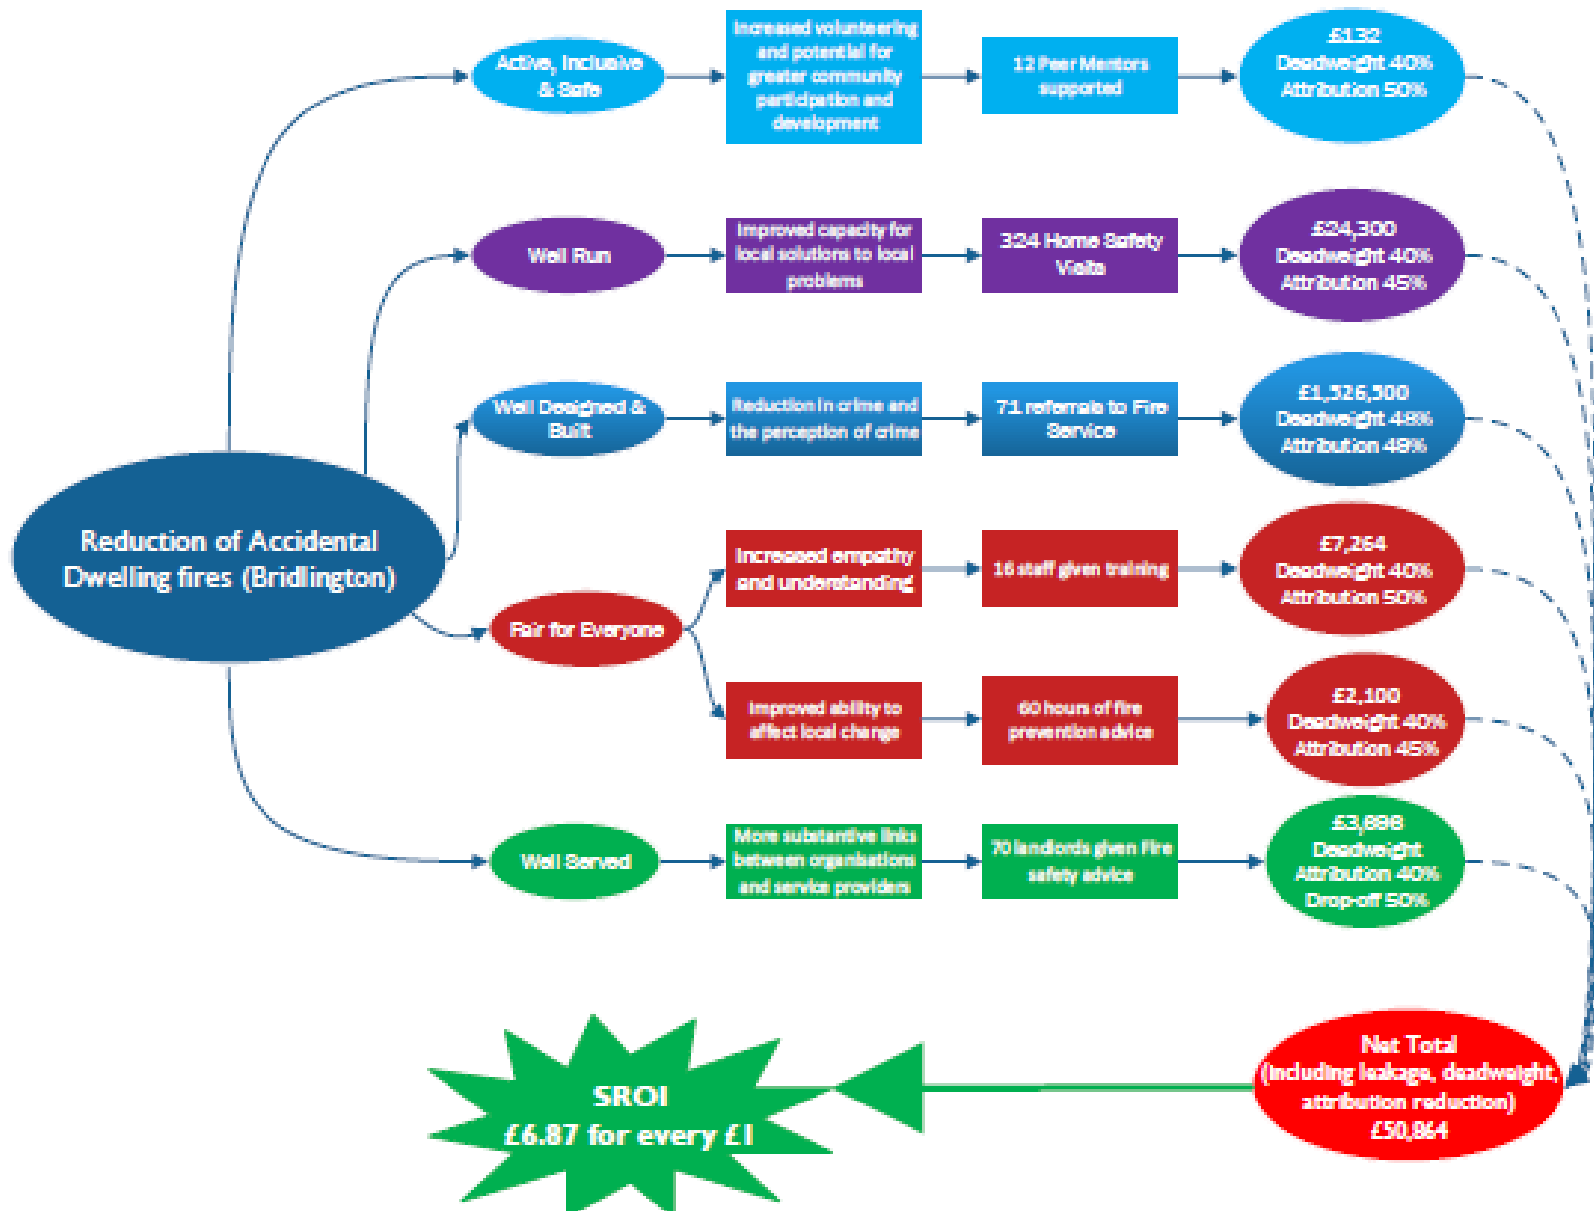 Active, Inclusive
& Safe
Increased volunteering
and potential for
greater community
participation and
development
12 Peer Mentors
supported
£132
Deadweight 40%
Attribution 50%
Well Run
Improved capacity for
local solutions to local
problems
324 Home Safety
Visits
£24,300
Deadweight 40%
Attribution 45%
Well Designed &
Built
Reduction in crime and
the perception of crime
71 referrals to Fire
Service
£1,526,500
Deadweight 48%
Attribution 48%
Reduction of Accidental
Dwelling fires (Bridlington)
Fair for Everyone
Increased empathy
and understanding
16 staff given training
£7,264
Deadweight 40%
Attribution 50%
Improved ability to
affect local change
60 hours of fire
prevention advice
£2,100
Deadweight 40%
Attribution 45%
Well Served
More substantive links
between organisations
and service providers
70 landlords given Fire
safety advice
Deadweight
Attribution 40%
Drop-off 50%
Net Total
(including leakage, deadweight,
attribution reduction)
£50,864
SROI
£6.87 for every £1